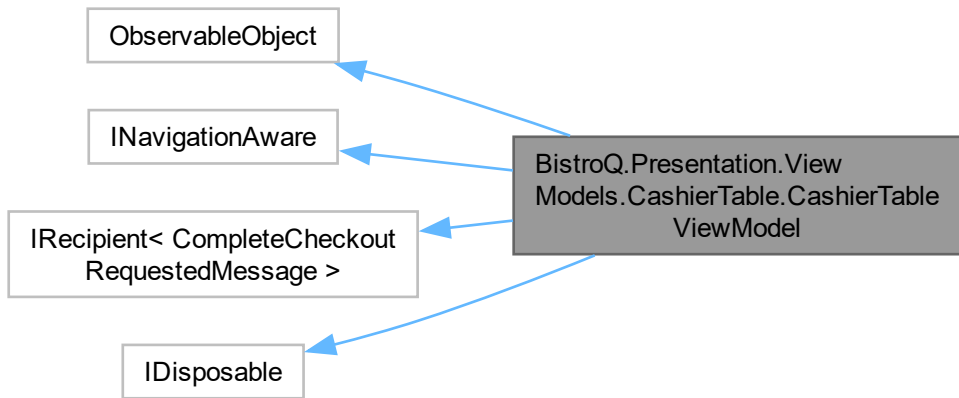 ObservableObject
INavigationAware
IRecipient< CompleteCheckout
RequestedMessage >
IDisposable
BistroQ.Presentation.View
Models.CashierTable.CashierTable
ViewModel